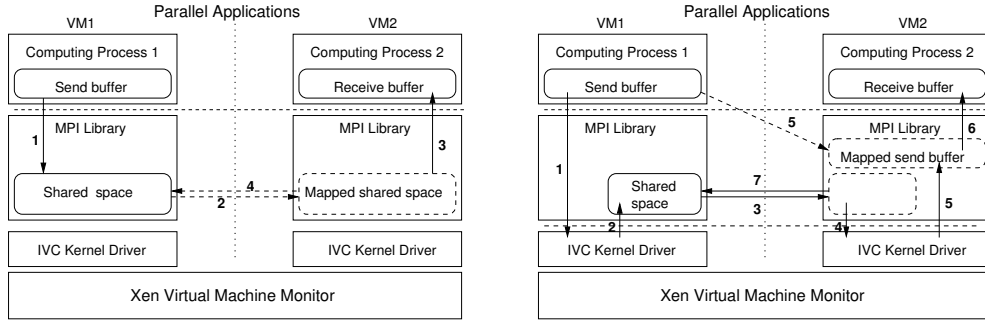 Parallel Applications
VM1
VM2
Computing Process 1
Computing Process 2
Send buffer
Receive buffer
MPI Library
MPI Library
1
3
4
Shared space
Mapped shared space
2
IVC Kernel Driver
IVC Kernel Driver
Xen Virtual Machine Monitor
Parallel Applications
VM1
VM2
Computing Process 1
Computing Process 2
Send buffer
Receive buffer
MPI Library
5
MPI Library
6
Mapped send buffer
1
7
Shared
space
3
5
2
4
IVC Kernel Driver
IVC Kernel Driver
Xen Virtual Machine Monitor